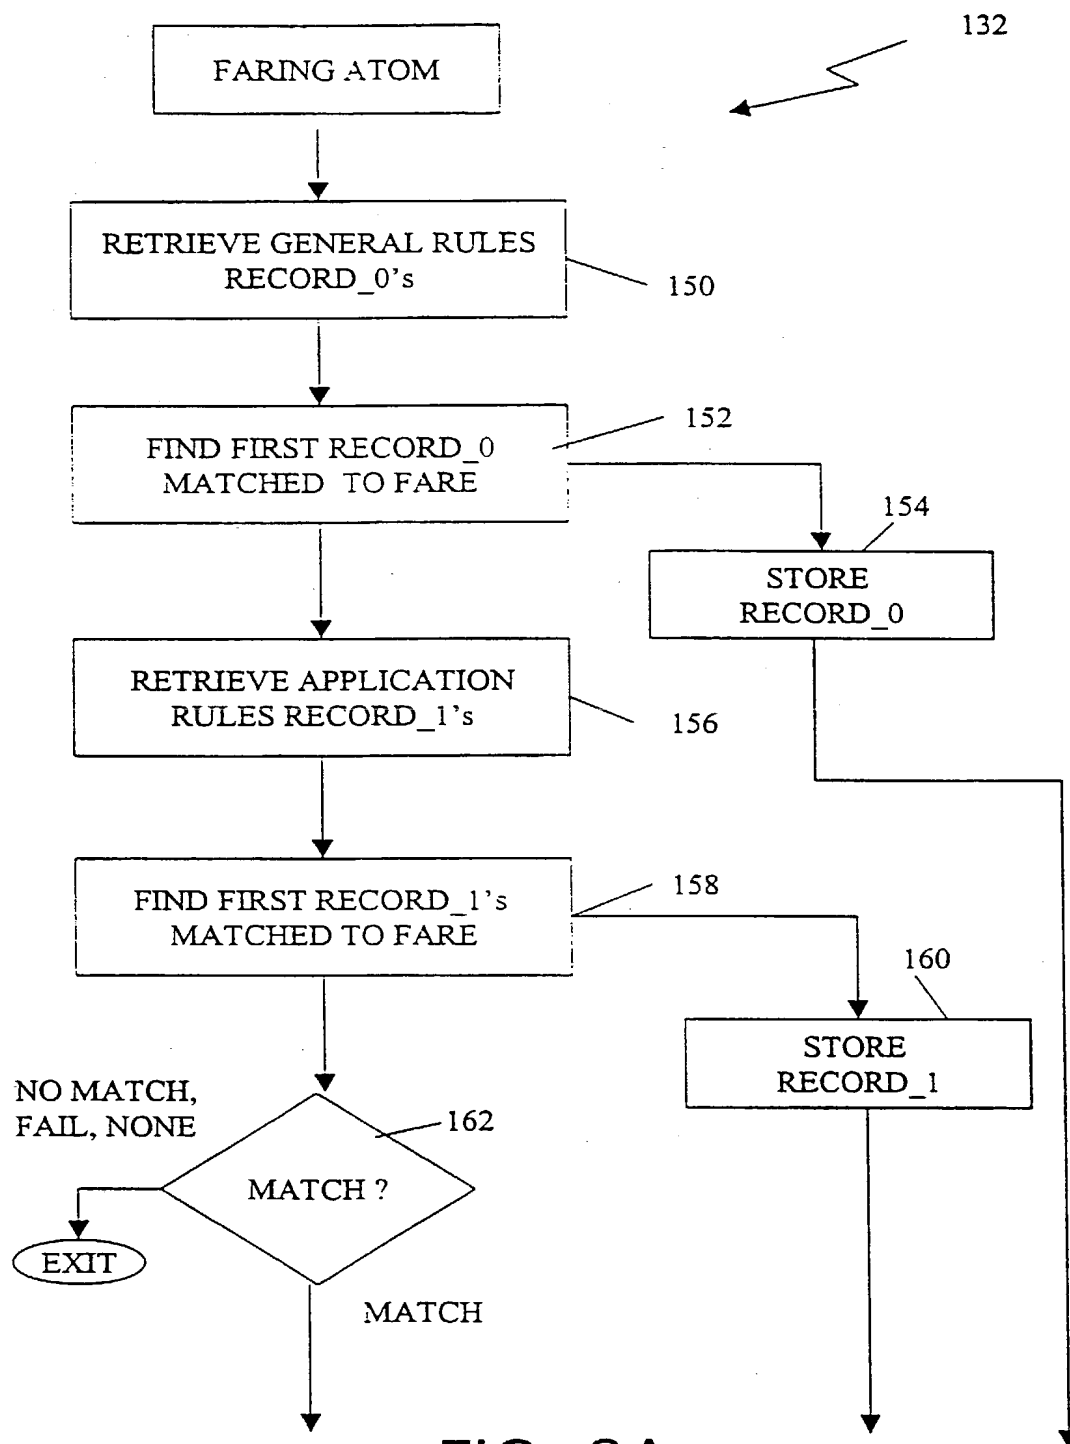 132
FARING ATOM
RETRIEVE GENERAL RULES
RECORD_0's
150
FIND FIRST RECORD_0
MATCHED TO FARE
152
154
STORE
RECORD_0
RETRIEVE APPLICATION
RULES RECORD_1's
156
FIND FIRST RECORD_1's
MATCHED TO FARE
158
160
STORE
RECORD_1
NO MATCH,
FAIL, NONE
162
MATCH ?
EXIT
MATCH